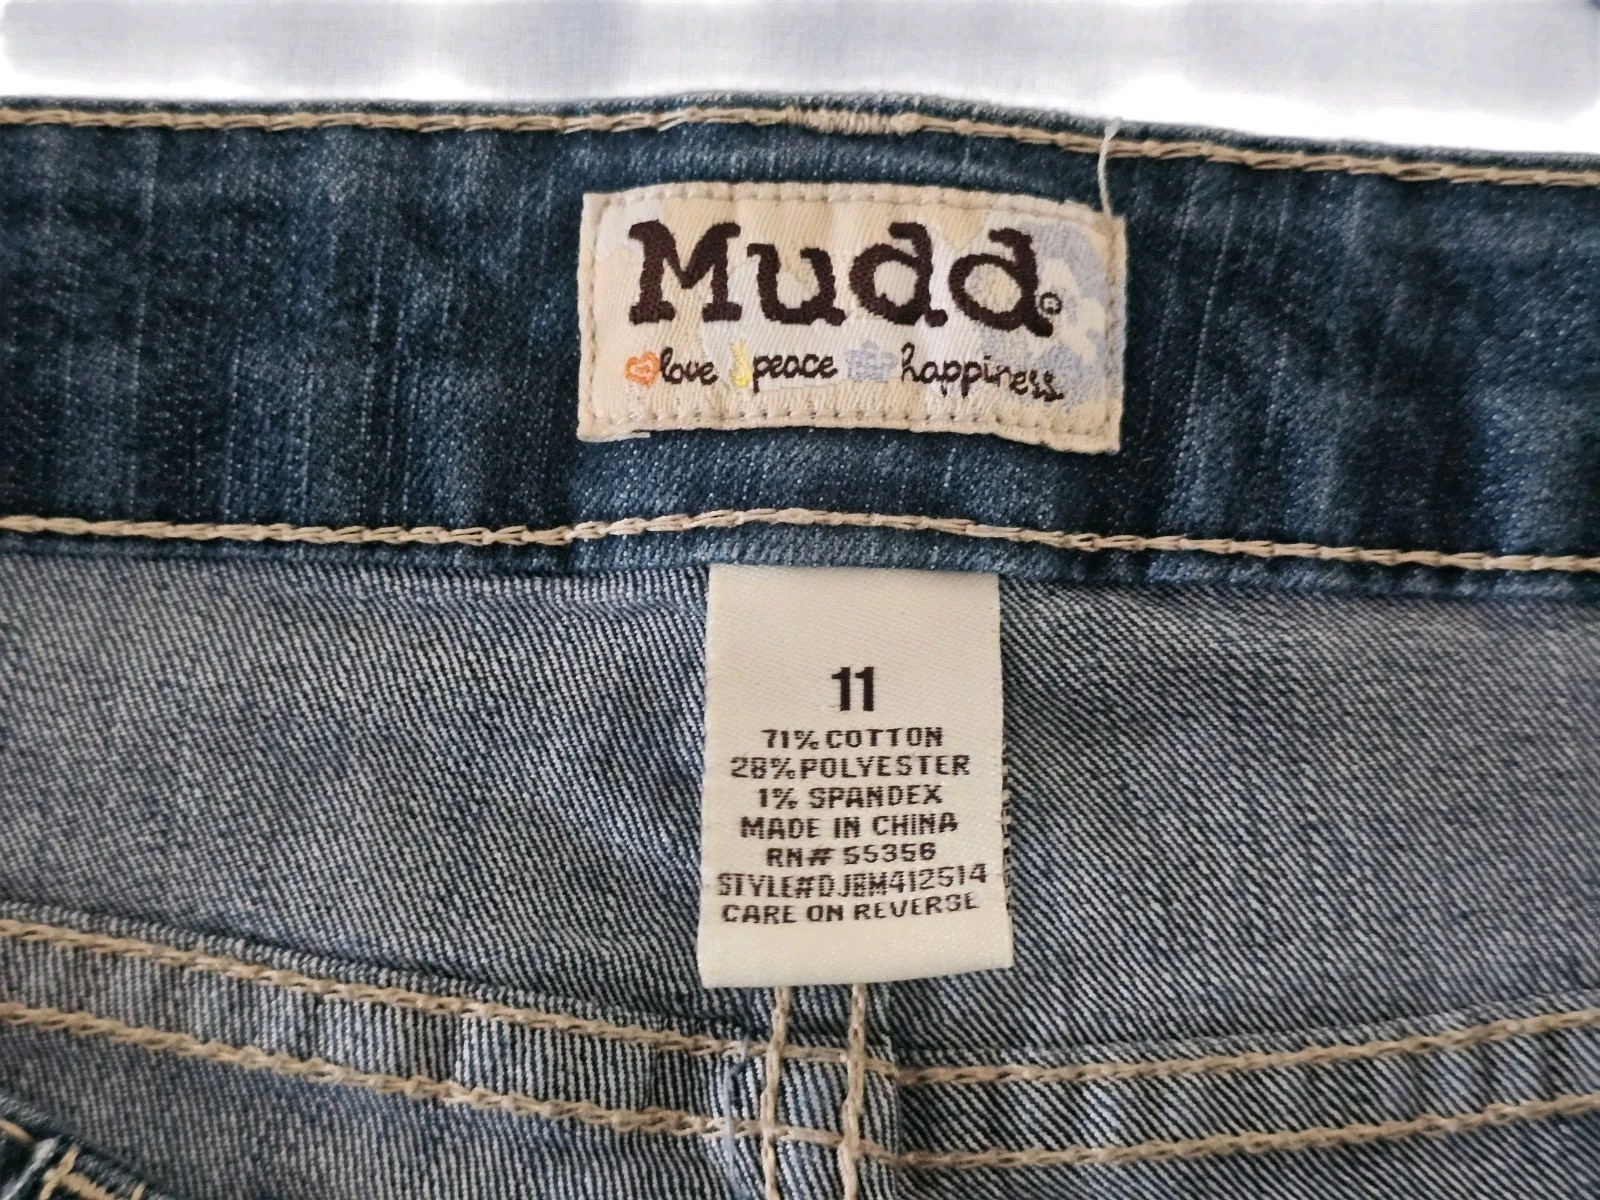 Mudd®
love peace happiness
11
71% COTTON
28% POLYESTER
1% SPANDEX
MADE IN CHINA
RN# 55356
STYLE#DJBM412514
CARE ON REVERSE